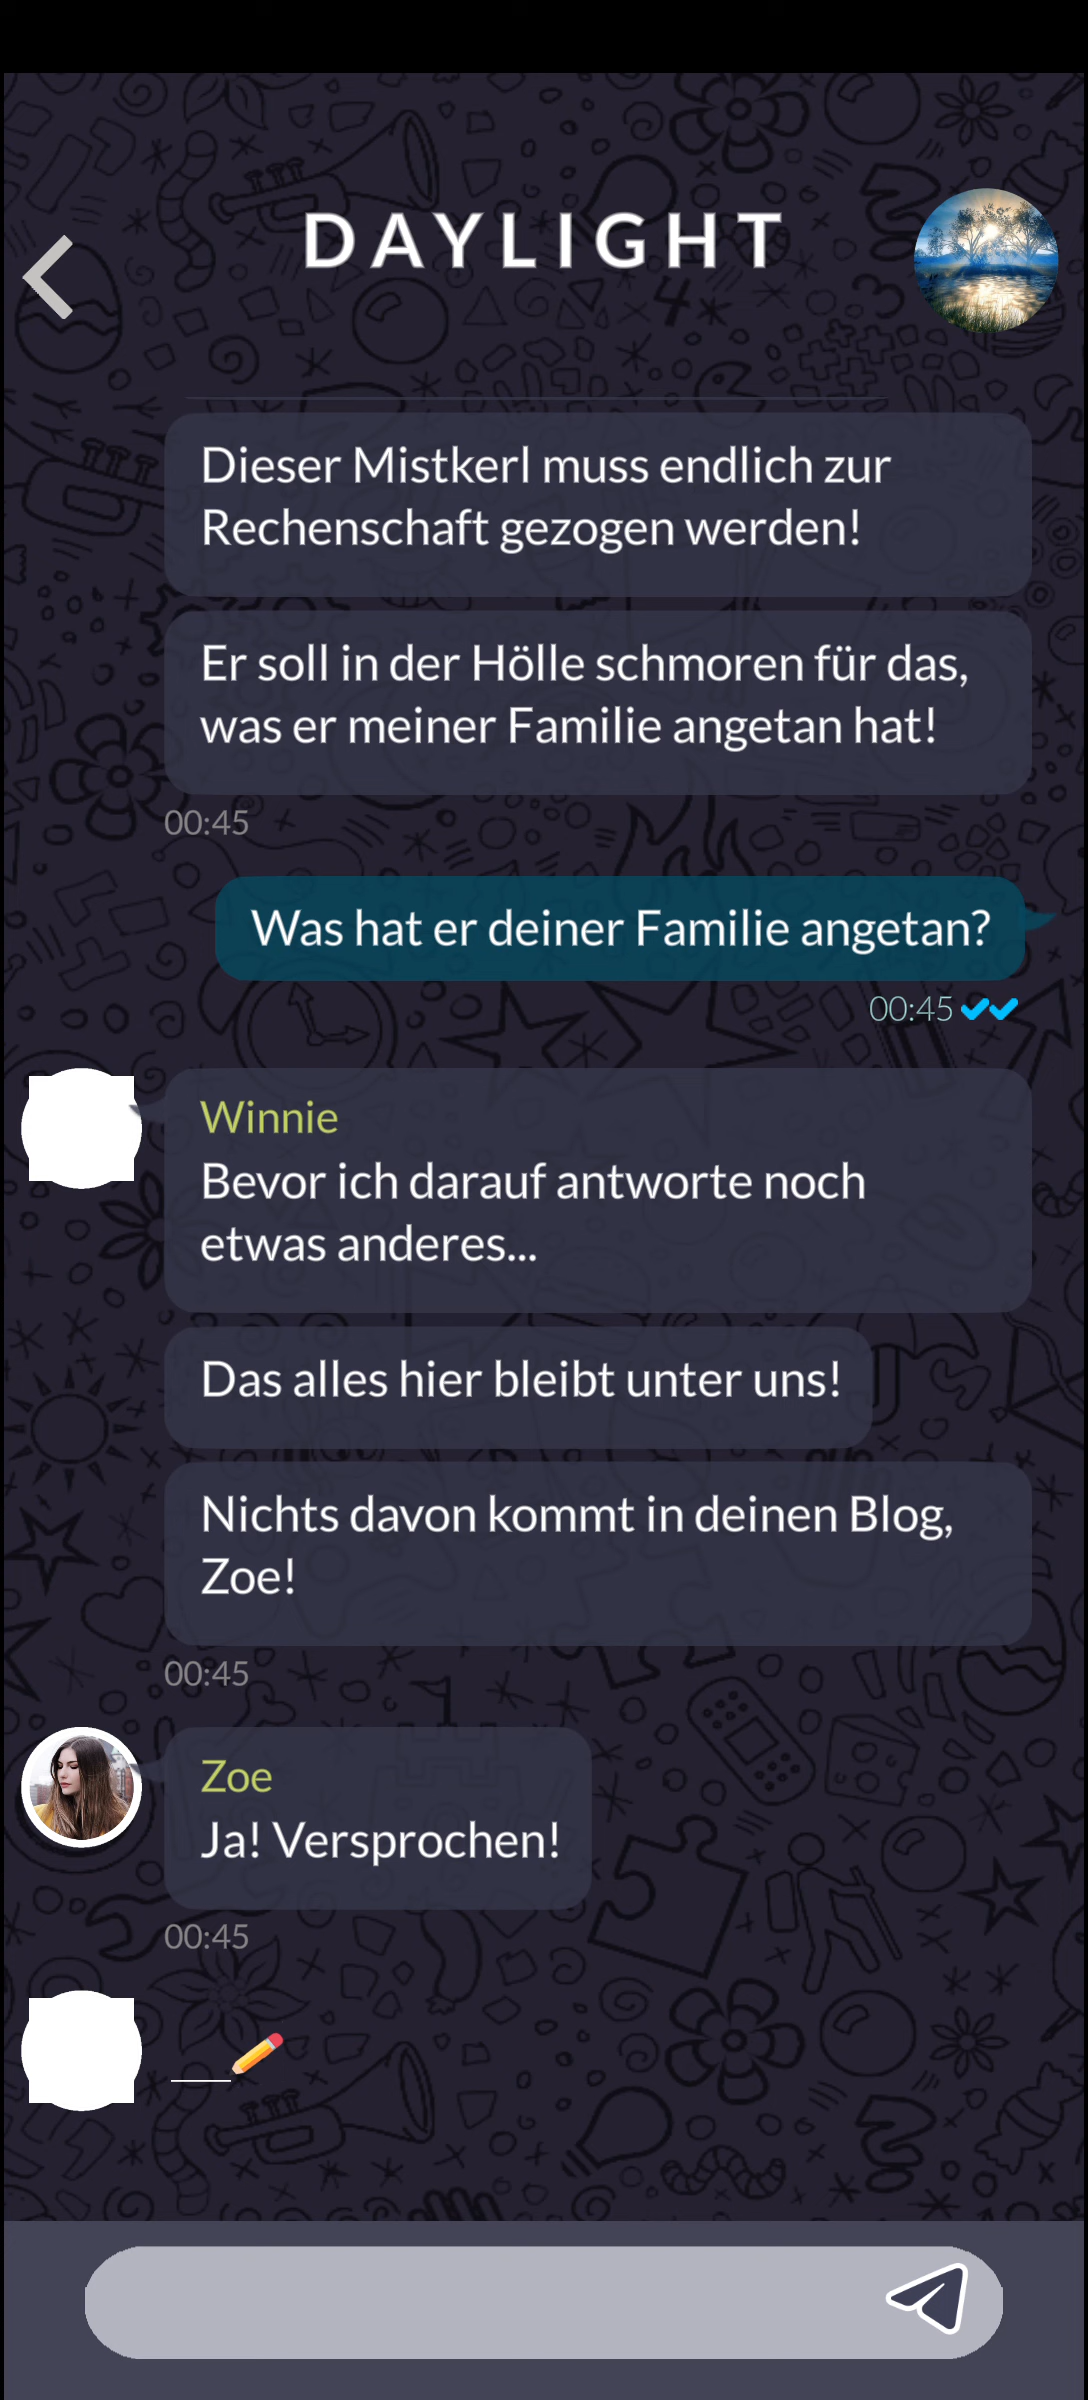 DAYLIGHT
Dieser Mistkerl muss endlich zur
Rechenschaft gezogen werden!
Er soll in der Hölle schmoren für das,
was er meiner Familie angetan hat!
00:45
Was hat er deiner Familie angetan?
00:45
Winnie
Bevor ich darauf antworte noch
etwas anderes...
Das alles hier bleibt unter uns!
Nichts davon kommt in deinen Blog,
Zoe!
00:45
Zoe
Ja! Versprochen!
00:45